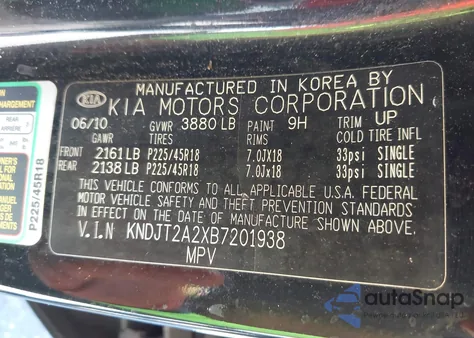 MANUFACTURED IN KOREA BY
KIA KIA MOTORS CORPORATION
06/10 GVWR 3880 LB PAINT 9H TRIM UP
GAWR TIRES RIMS COLD TIRE INFL
FRONT 2161 LB P225/45R18 7.0JX18 33psi SINGLE
REAR 2138 LB P225/45R18 7.0JX18 33psi SINGLE
THIS VEHICLE CONFORMS TO ALL APPLICABLE U.S.A. FEDERAL
MOTOR VEHICLE SAFETY AND THEFT PREVENTION STANDARDS
IN EFFECT ON THE DATE OF MANUFACTURE SHOWN ABOVE.
V.I.N KNDJT2A2XB7201938
MPV
REAR
P225/45R18
autoSnap